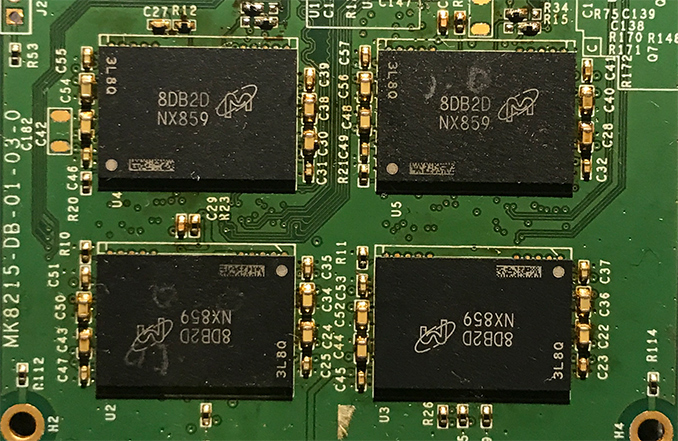 J2
C27
R12
U1
C147
R34
R15
C1
R75
C139
C138
R170
R148
R171
R172
Q7
R53
C55
C54
C182
C42
C46
R20
MK8215-DB-01-03-0
3L8Q
8DB2D
NX859
C39
C38
C30
C31
U4
C57
C56
C48
C49
R21
3L8Q
8DB2D
NX859
C41
C40
C28
C32
U5
C29
R23
R10
C51
C50
C43
C47
R112
H2
8DB2D
NX859
3L8Q
C35
C34
C24
C25
U2
R11
C53
C52
C44
C45
8DB2D
NX859
3L8Q
C37
C36
C22
C23
U3
R26
R114
H4